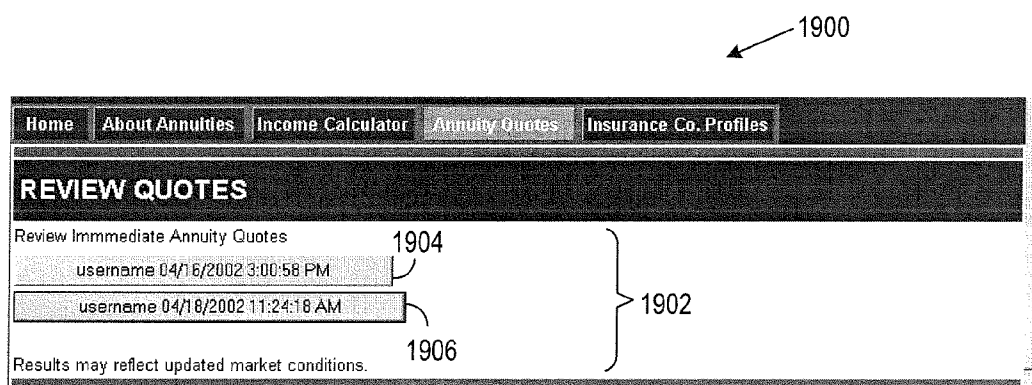 1900
Home About Annuities Income Calculator Annuity Quotes Insurance Co. Profiles
REVIEW QUOTES
Review Immmediate Annuity Quotes
1904
username 04/16/2002 3:00:58 PM
username 04/18/2002 11:24:18 AM
1902
1906
Results may reflect updated market conditions.